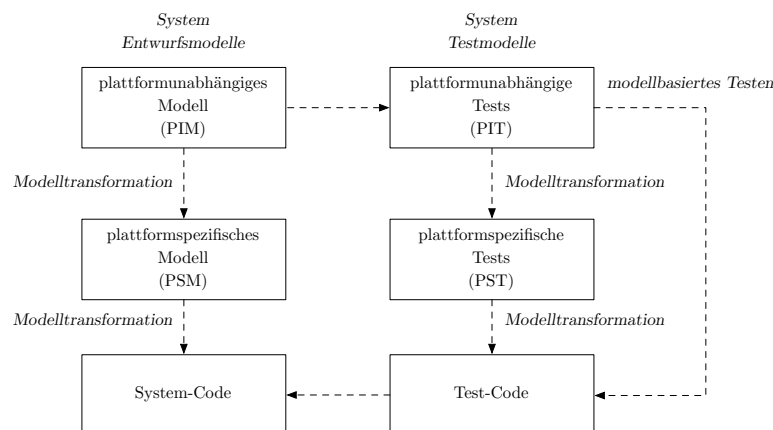 System
Entwurfsmodelle
System
Testmodelle
plattformunabhängiges
Modell
(PIM)
plattformunabhängige
Tests
(PIT)
modellbasiertes Testen
Modelltransformation
Modelltransformation
plattformspezifisches
Modell
(PSM)
plattformspezifische
Tests
(PST)
Modelltransformation
Modelltransformation
System-Code
Test-Code